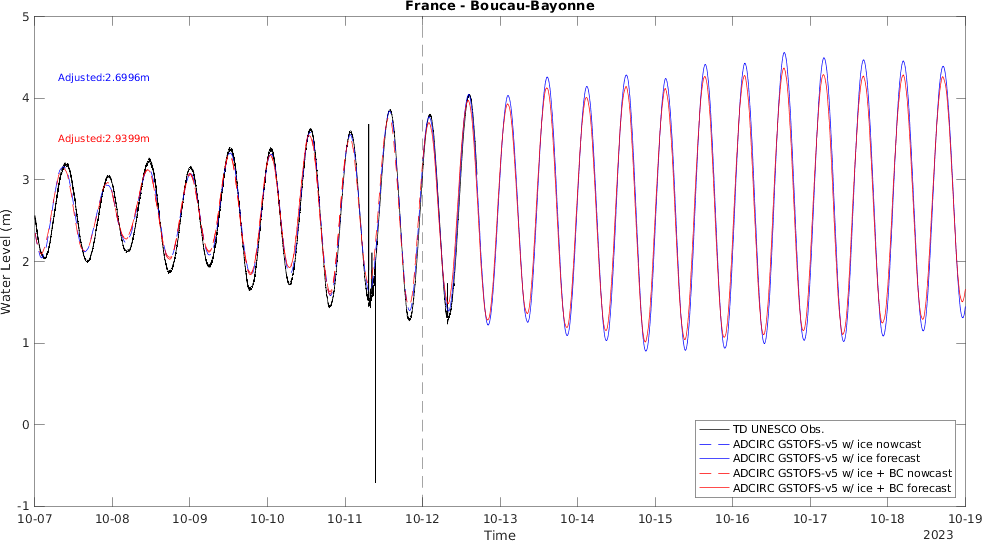 France - Boucau-Bayonne
Adjusted:2.6996m
Adjusted:2.9399m
Water Level (m)
5
4
3
2
1
0
-1
TD UNESCO Obs.
ADCIRC GSTOFS-v5 w/ ice nowcast
ADCIRC GSTOFS-v5 w/ ice forecast
ADCIRC GSTOFS-v5 w/ ice + BC nowcast
ADCIRC GSTOFS-v5 w/ ice + BC forecast
10-07 10-08 10-09 10-10 10-11 10-12 10-13 10-14 10-15 10-16 10-17 10-18 10-19
Time
2023